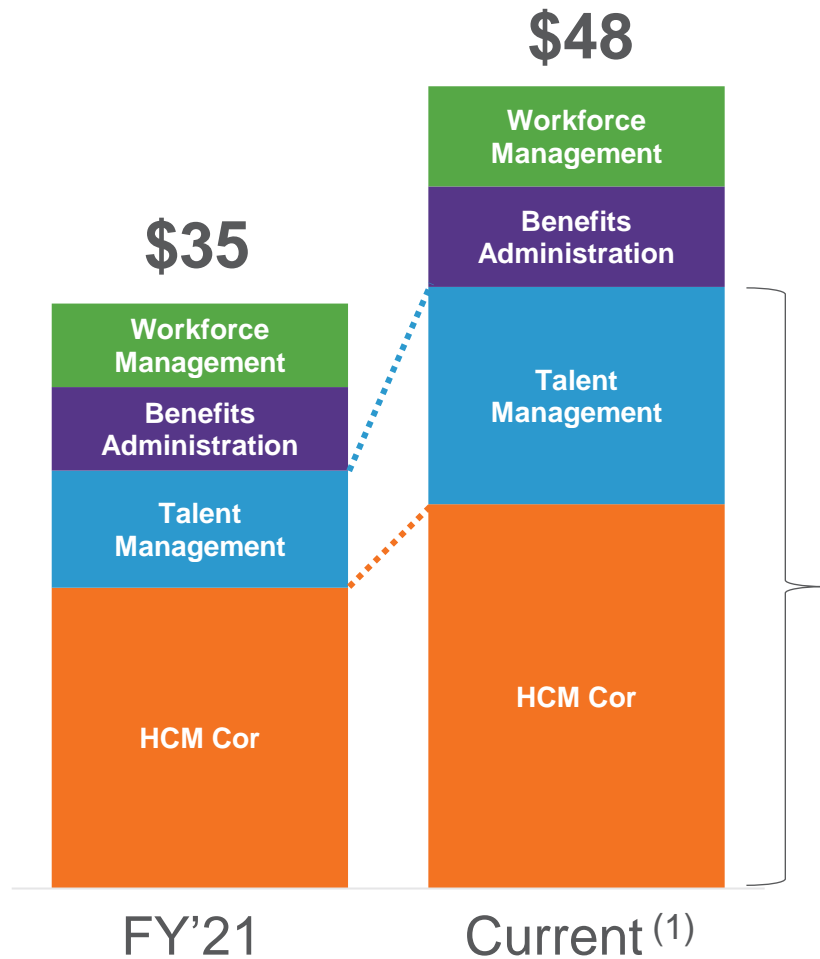 $48
Workforce
Management
Benefits
Administration
Talent
Management
HCM Cor
$35
Workforce
Management
Benefits
Administration
Talent
Management
HCM Cor
FY'21
Current (1)